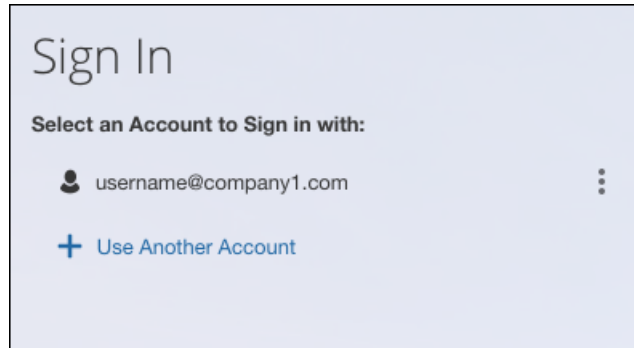 Sign In
Select an Account to Sign in with:
username@company1.com
Use Another Account